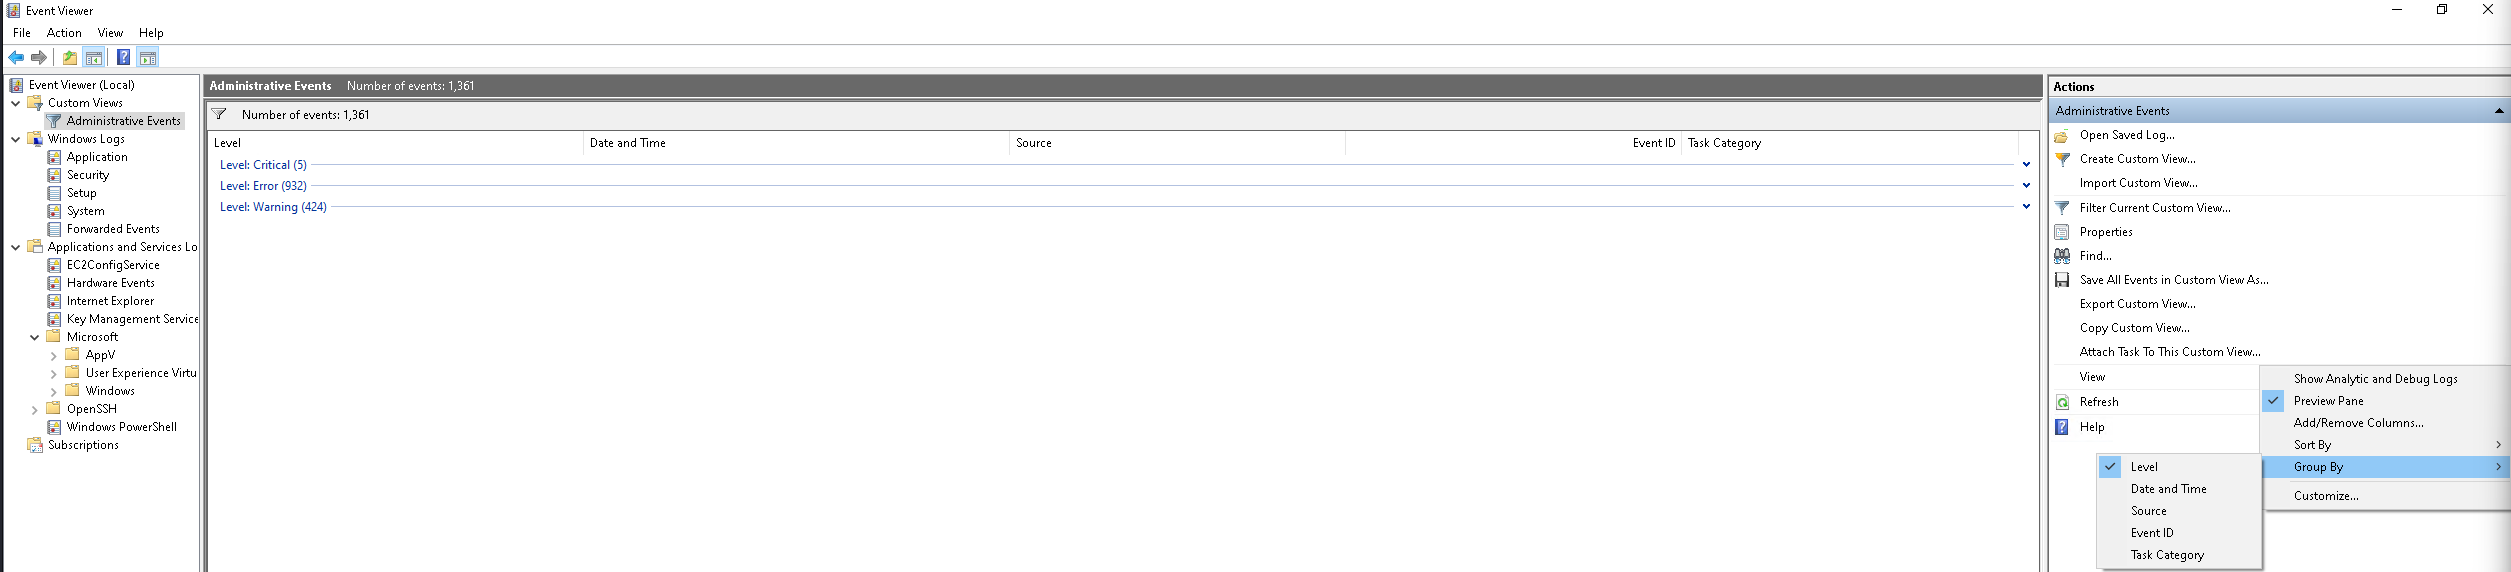 Event Viewer
File Action View Help
Event Viewer (Local)
Custom Views
Administrative Events
Windows Logs
Application
Security
Setup
System
Forwarded Events
Applications and Services Lo
EC2ConfigService
Hardware Events
Internet Explorer
Key Management Service
Microsoft
AppV
User Experience Virtu
Windows
OpenSSH
Windows PowerShell
Subscriptions
Administrative Events Number of events: 1,361
Number of events: 1,361
Level Date and Time Source Event ID Task Category
Level: Critical (5)
Level: Error (932)
Level: Warning (424)
Actions
Administrative Events
Open Saved Log...
Create Custom View...
Import Custom View...
Filter Current Custom View...
Properties
Find...
Save All Events in Custom View As...
Export Custom View...
Copy Custom View...
Attach Task To This Custom View...
View
Refresh
Help
Show Analytic and Debug Logs
Preview Pane
Add/Remove Columns...
Sort By
Group By
Customize...
Level
Date and Time
Source
Event ID
Task Category